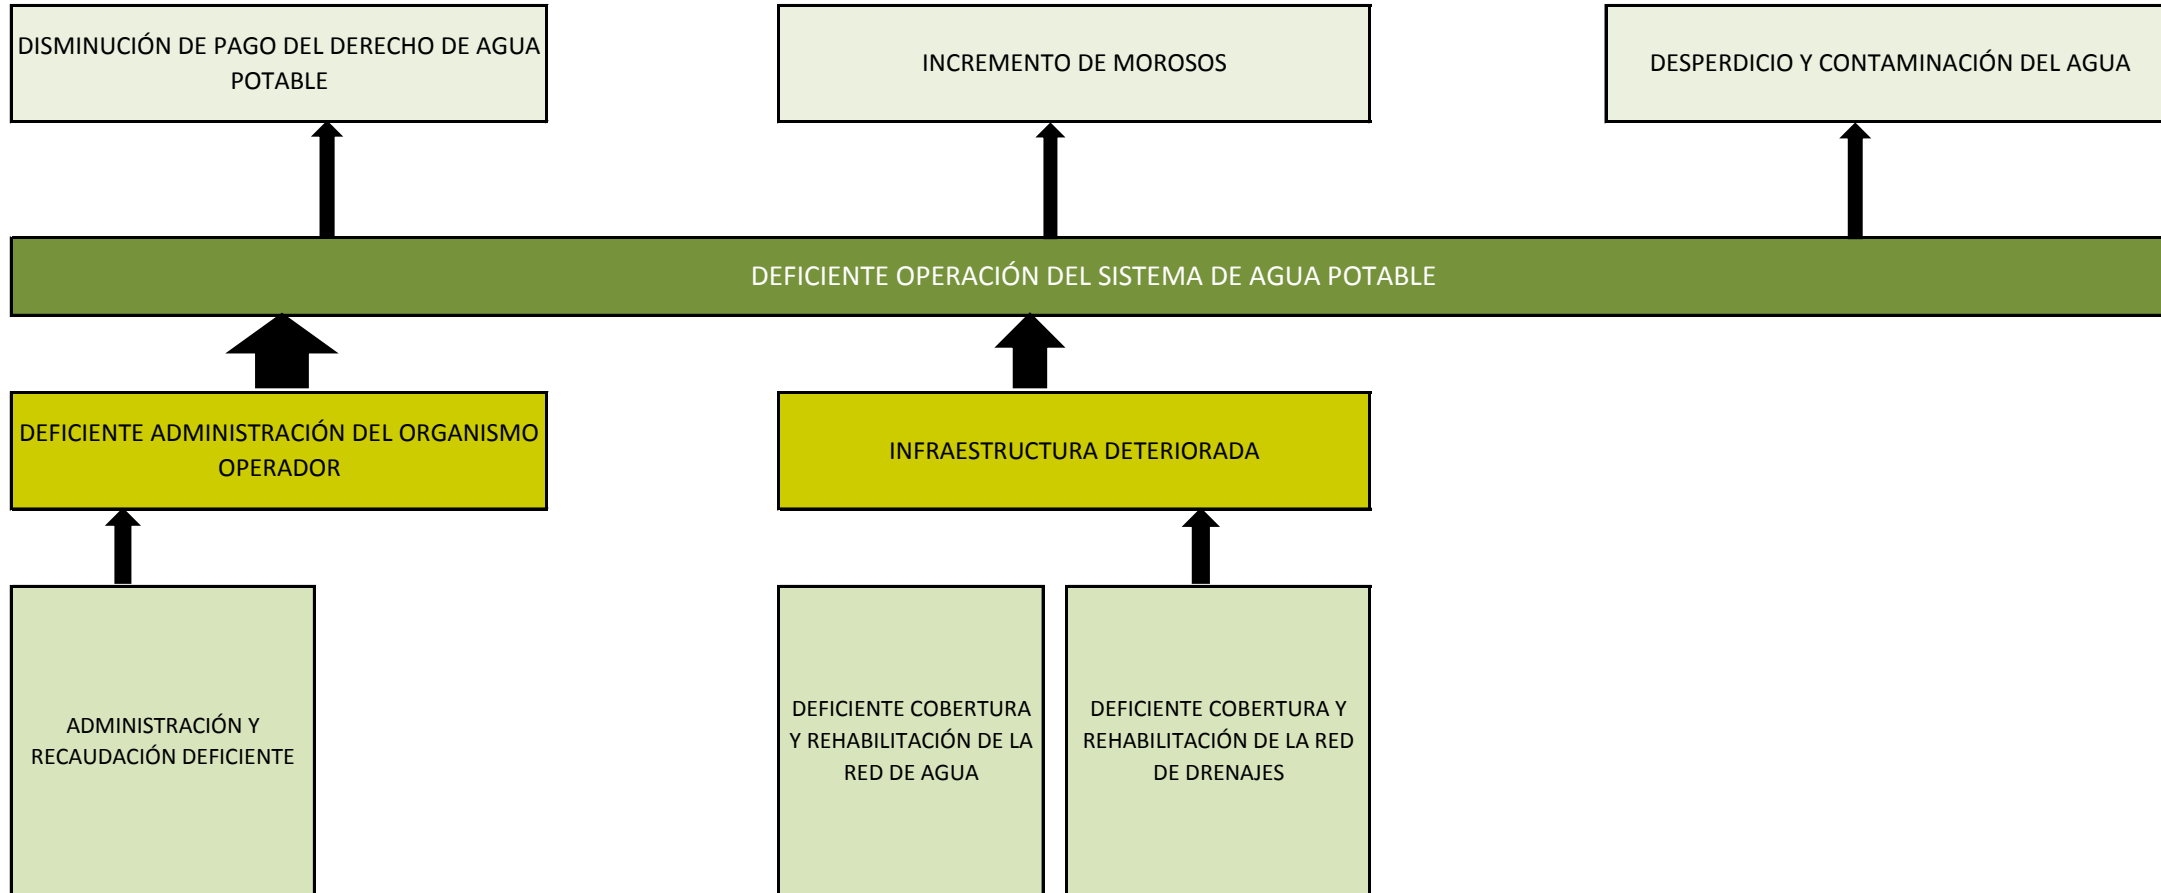 DISMINUCIÓN DE PAGO DEL DERECHO DE AGUA
POTABLE
INCREMENTO DE MOROSOS
DESPERDICIO Y CONTAMINACIÓN DEL AGUA
DEFICIENTE OPERACIÓN DEL SISTEMA DE AGUA POTABLE
DEFICIENTE ADMINISTRACIÓN DEL ORGANISMO
OPERADOR
INFRAESTRUCTURA DETERIORADA
ADMINISTRACIÓN Y
RECAUDACIÓN DEFICIENTE
DEFICIENTE COBERTURA
Y REHABILITACIÓN DE LA
RED DE AGUA
DEFICIENTE COBERTURA Y
REHABILITACIÓN DE LA RED
DE DRENAJES